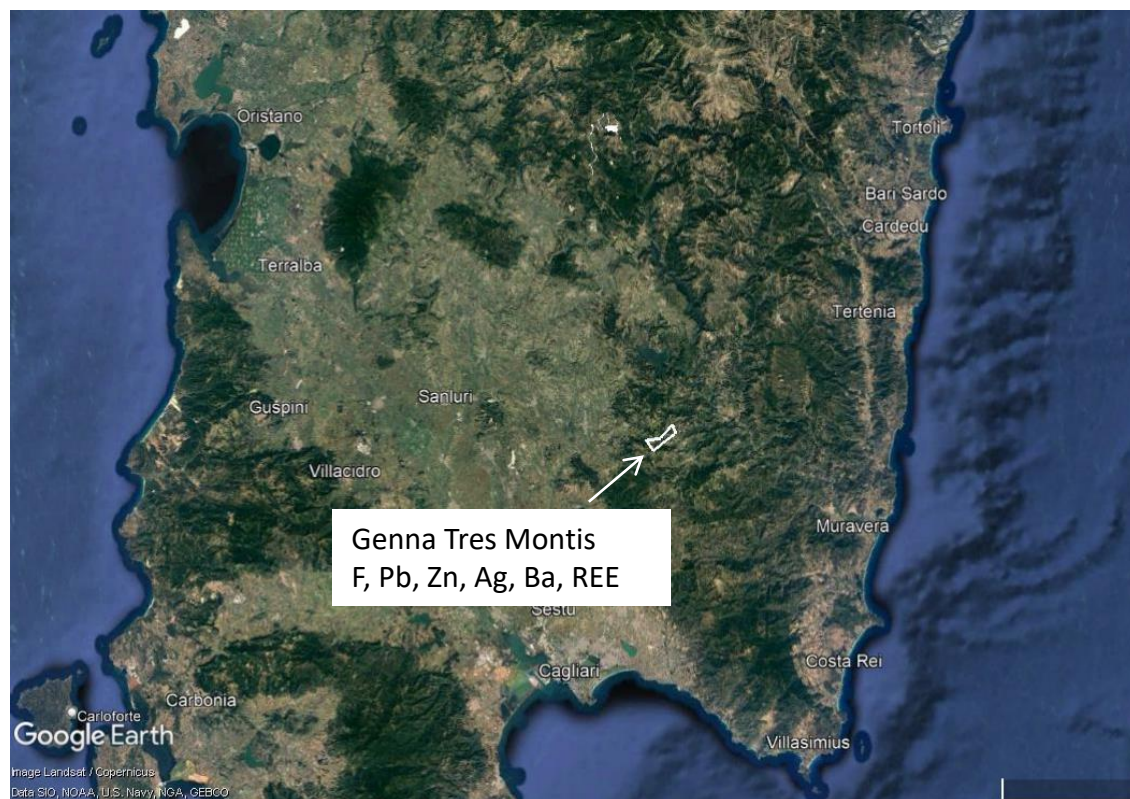 Oristano
Tortoli
Bari Sardo
Cardedu
Terralba
Tertenia
Sanluri
Guspini
Villacidro
Genna Tres Montis
F, Pb, Zn, Ag, Ba, REE
Muravera
Sestu
Costa Rei
Cagliari
Carbonia
Carloforte
Google Earth
Villasimius
Image Landsat / Copernicus
Data SIO, NOAA, U.S. Navy, NGA, GEBCO